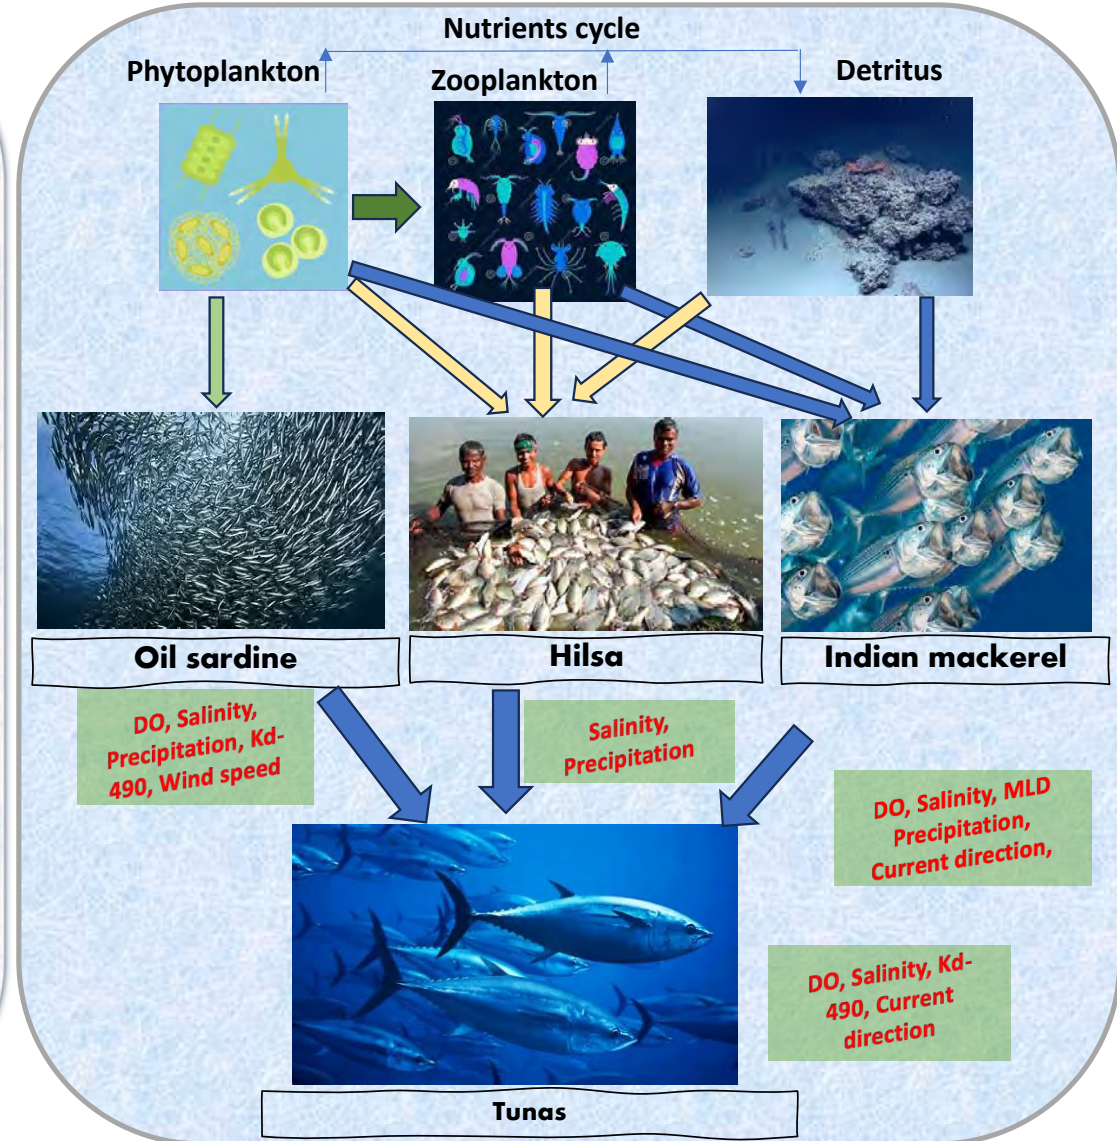 Nutrients cycle
Phytoplankton
Zooplankton
Detritus
Oil sardine
Hilsa
Indian mackerel
DO, Salinity,
Precipitation, Kd-
490, Wind speed
Salinity,
Precipitation
DO, Salinity, MLD
Precipitation,
Current direction,
DO, Salinity, Kd-
490, Current
direction
Tunas